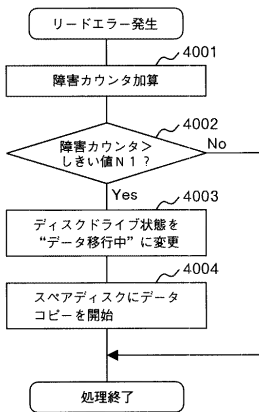 リードエラー発生
4001
障害カウンタ加算
4002
障害カウンタ>
しきい値N1?
No
Yes
4003
ディスクドライブ状態を
“データ移行中”に変更
4004
スペアディスクにデータ
コピーを開始
処理終了